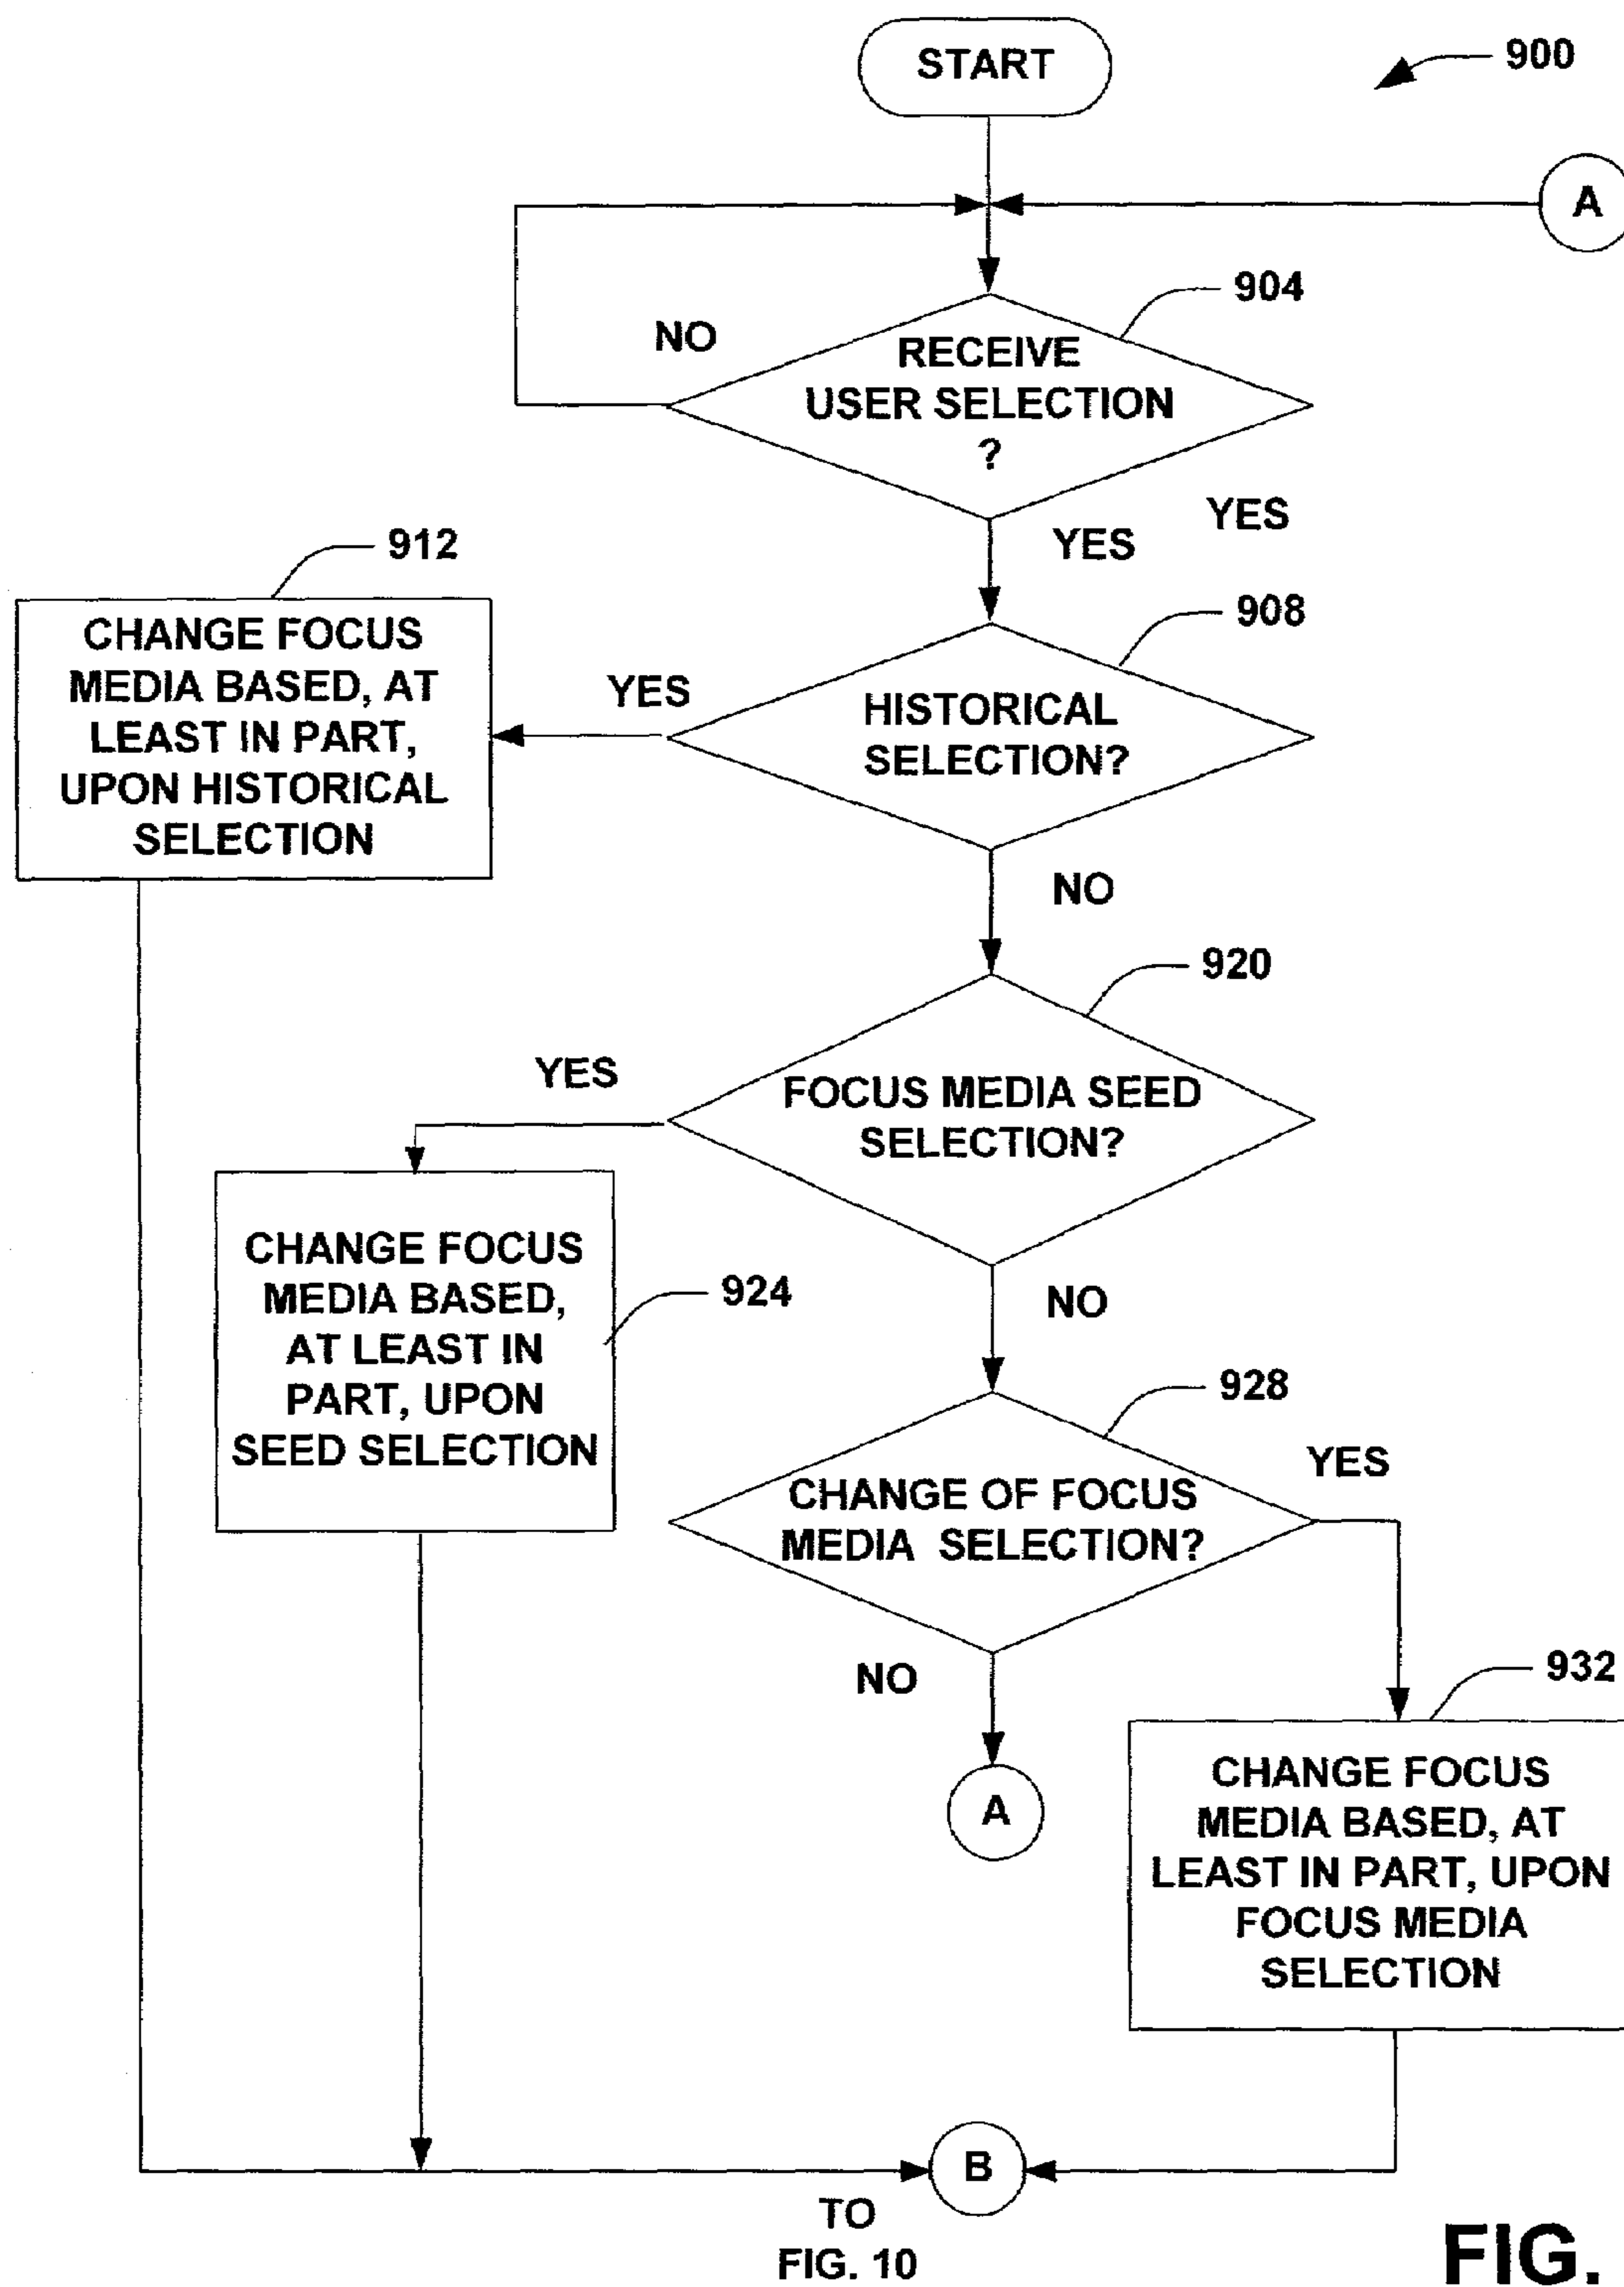 START
900
A
904
NO
RECEIVE
USER SELECTION
?
YES
YES
912
908
CHANGE FOCUS
MEDIA BASED, AT
LEAST IN PART,
UPON HISTORICAL
SELECTION
YES
HISTORICAL
SELECTION?
NO
920
YES
FOCUS MEDIA SEED
SELECTION?
CHANGE FOCUS
MEDIA BASED,
AT LEAST IN
PART, UPON
SEED SELECTION
924
NO
928
YES
CHANGE OF FOCUS
MEDIA SELECTION?
NO
932
A
CHANGE FOCUS
MEDIA BASED, AT
LEAST IN PART, UPON
FOCUS MEDIA
SELECTION
B
TO
FIG. 10
FIG.